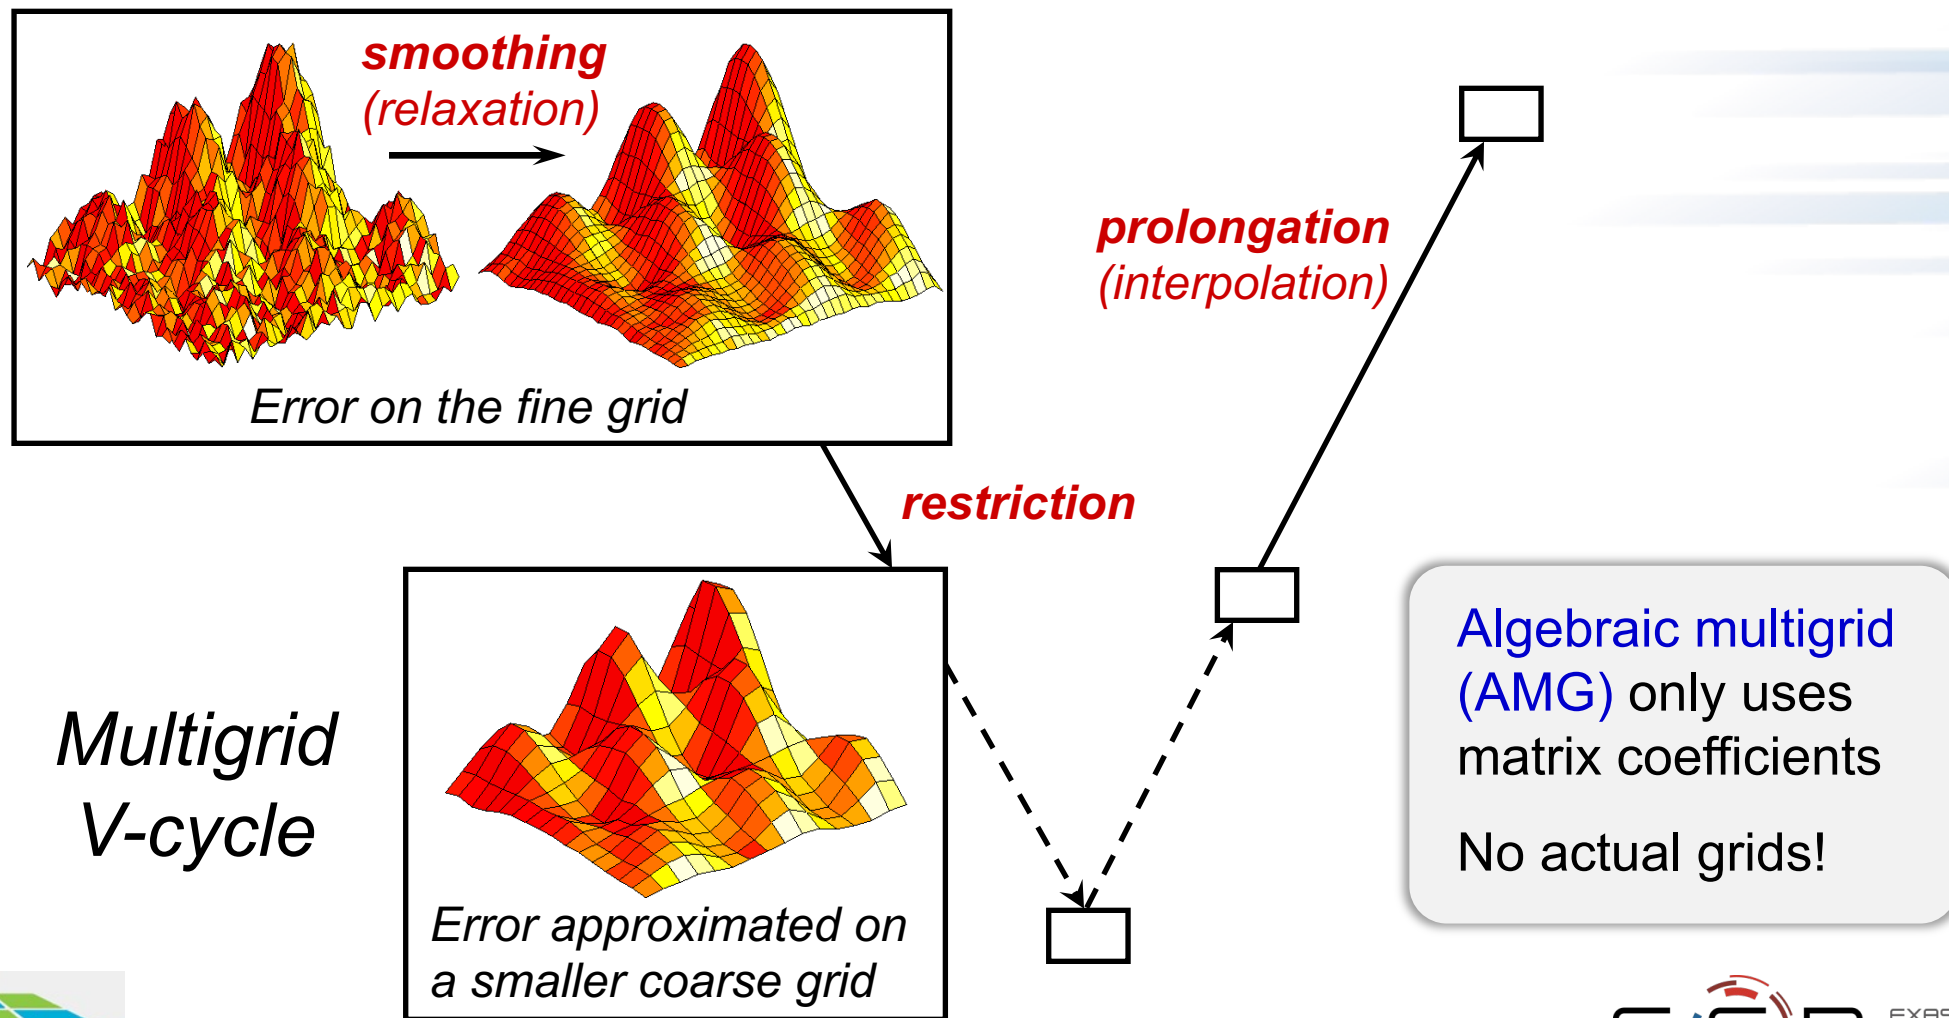 smoothing
(relaxation)
Error on the fine grid
prolongation
(interpolation)
restriction
Multigrid
V-cycle
Error approximated on
a smaller coarse grid
Algebraic multigrid
(AMG) only uses
matrix coefficients
No actual grids!